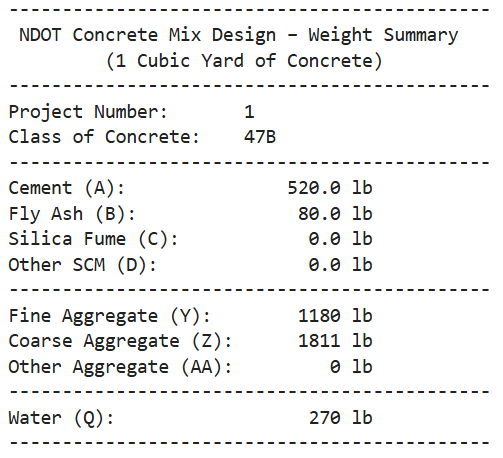 ---------------------------------------------
NDOT Concrete Mix Design – Weight Summary
(1 Cubic Yard of Concrete)
---------------------------------------------
Project Number: 1
Class of Concrete: 47B
---------------------------------------------
Cement (A): 520.0 lb
Fly Ash (B): 80.0 lb
Silica Fume (C): 0.0 lb
Other SCM (D): 0.0 lb
---------------------------------------------
Fine Aggregate (Y): 1180 lb
Coarse Aggregate (Z): 1811 lb
Other Aggregate (AA): 0 lb
---------------------------------------------
Water (Q): 270 lb
---------------------------------------------